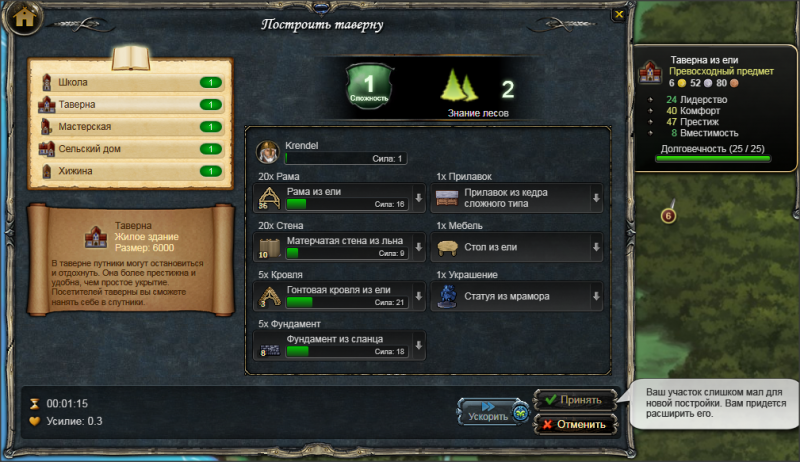 Построить таверну
Школа 1
Таверна 1
Мастерская 1
Сельский дом 1
Хижина 1
Таверна
Жилое здание
Размер: 6000
В таверне путники могут остановиться
и отдохнуть. Она более престижна и
удобна, чем простое укрытие.
Посетителей таверны вы сможете
нанять себе в спутники.
1
Сложность
2
Знание лесов
Krendel
Сила: 1
20x Рама
Рама из ели
36
Сила: 16
1x Прилавок
Прилавок из кедра
сложного типа
20x Стена
Матерчатая стена из льна
10
Сила: 9
1x Мебель
Стол из ели
5x Кровля
Гонтовая кровля из ели
3
Сила: 21
1x Украшение
Статуя из мрамора
5x Фундамент
Фундамент из сланца
Сила: 18
00:01:15
Усилие: 0.3
Ускорить
Принять
Отменить
Таверна из ели
Превосходный предмет
6 52 80
24 Лидерство
40 Комфорт
47 Престиж
8 Вместимость
Долговечность (25 / 25)
6
Ваш участок слишком мал для
новой постройки. Вам придется
расширить его.